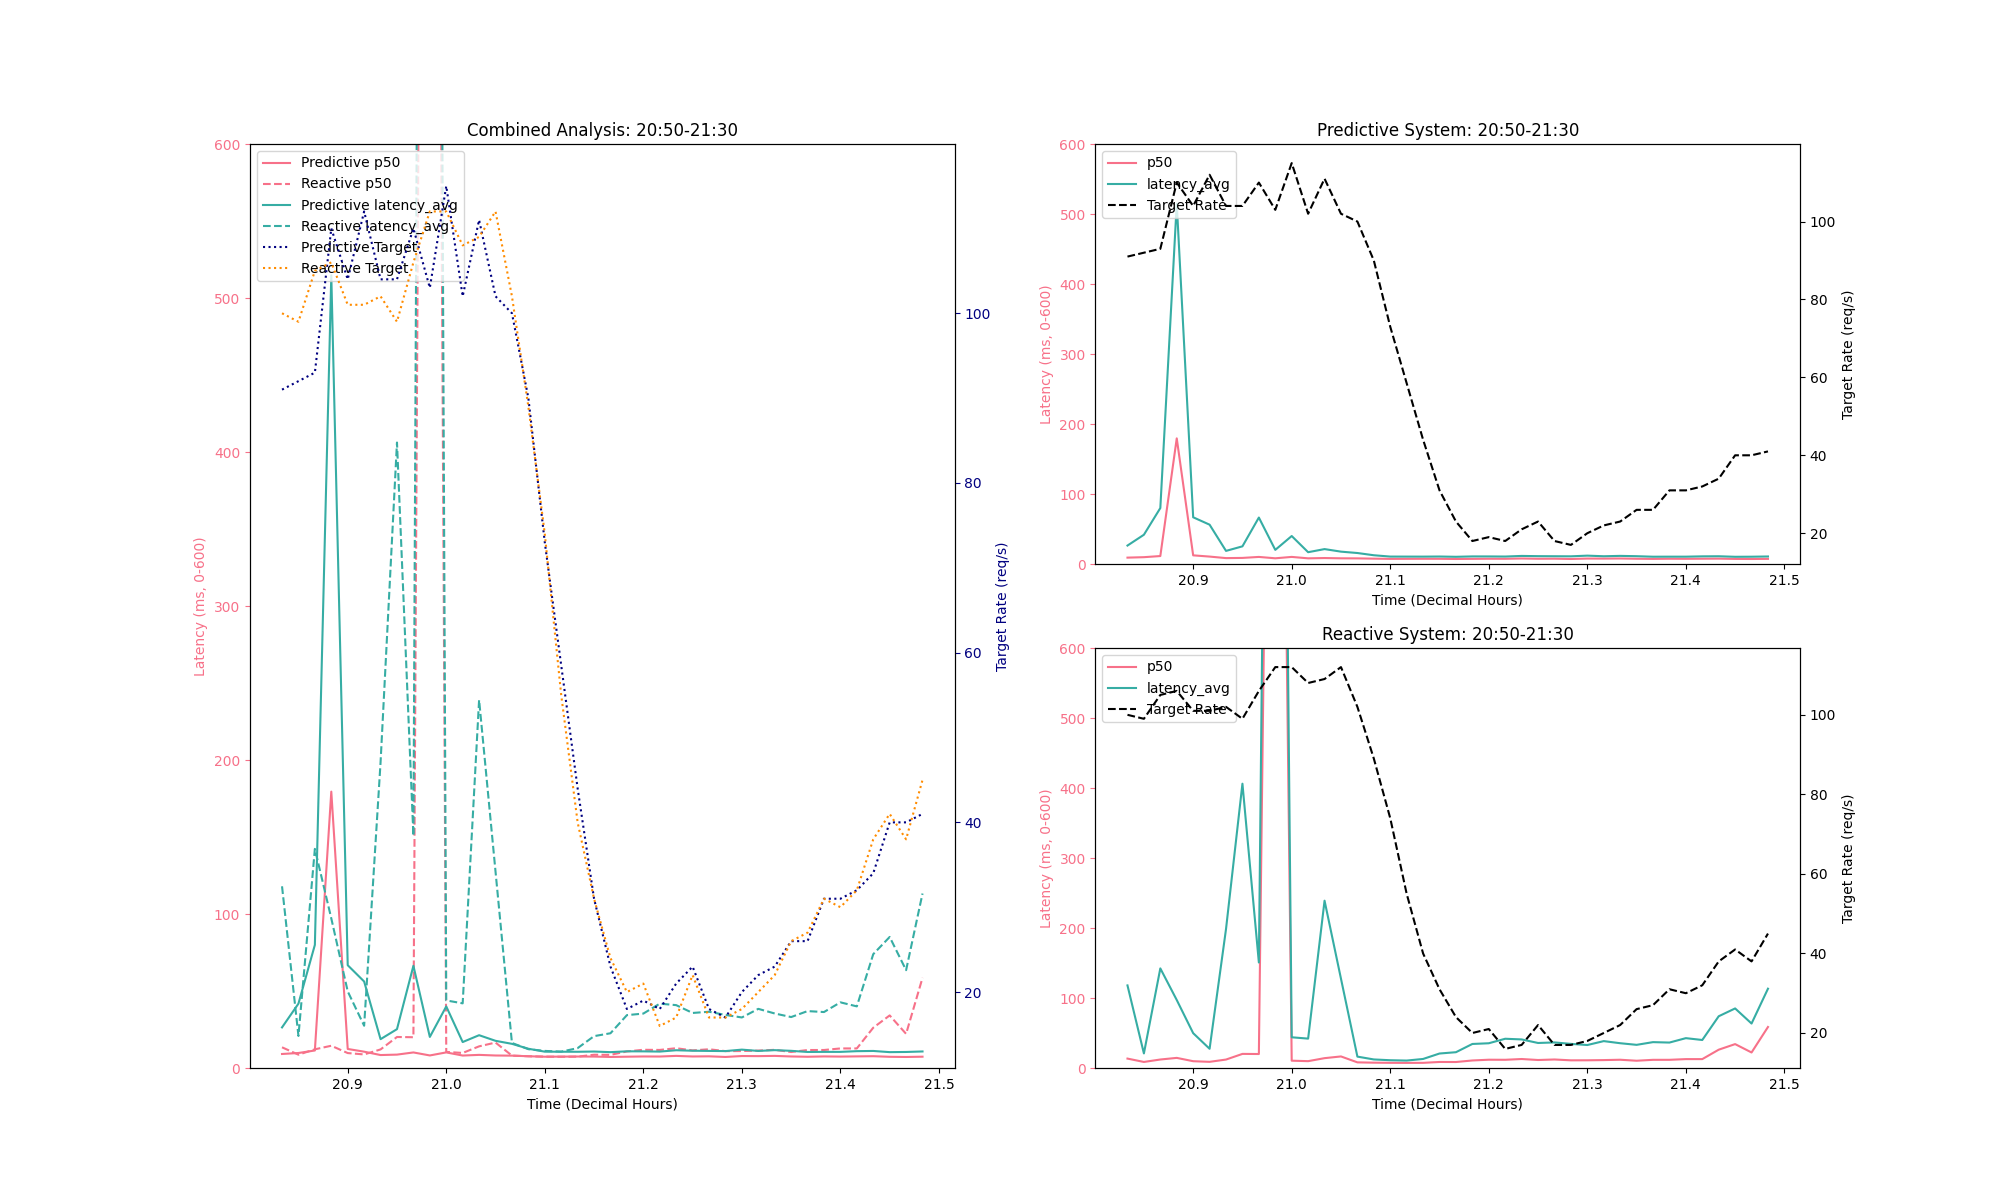 Combined Analysis: 20:50-21:30
Predictive p50
Reactive p50
Predictive latency_avg
Reactive latency_avg
Predictive Target
Reactive Target
600
500
400
300
200
100
0
Latency (ms, 0-600)
100
80
60
40
20
Target Rate (req/s)
20.9
21.0
21.1
21.2
21.3
21.4
21.5
Time (Decimal Hours)
Predictive System: 20:50-21:30
p50
latency_avg
Target Rate
600
500
400
300
200
100
0
Latency (ms, 0-600)
100
80
60
40
20
Target Rate (req/s)
20.9
21.0
21.1
21.2
21.3
21.4
21.5
Time (Decimal Hours)
Reactive System: 20:50-21:30
p50
latency_avg
Target Rate
600
500
400
300
200
100
0
Latency (ms, 0-600)
100
80
60
40
20
Target Rate (req/s)
20.9
21.0
21.1
21.2
21.3
21.4
21.5
Time (Decimal Hours)